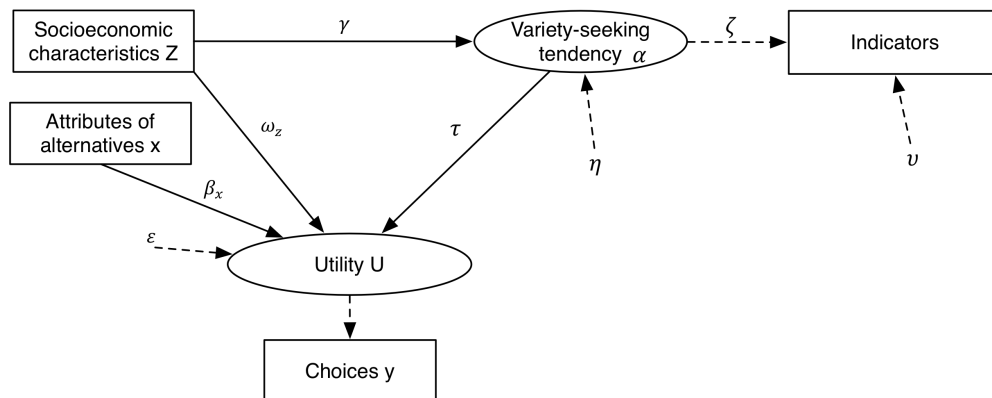 Socioeconomic
characteristics Z
γ
Variety-seeking
tendency α
ζ
Indicators
Attributes of
alternatives x
ω_z
τ
η
υ
β_x
ε
Utility U
Choices y